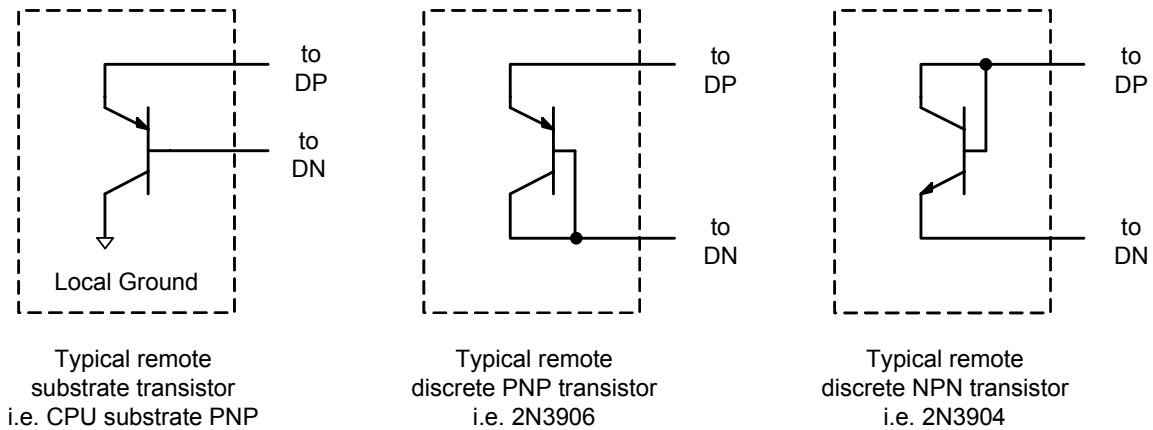 to
DP
to
DN
Local Ground
Typical remote
substrate transistor
i.e. CPU substrate PNP
to
DP
to
DN
Typical remote
discrete PNP transistor
i.e. 2N3906
to
DP
to
DN
Typical remote
discrete NPN transistor
i.e. 2N3904